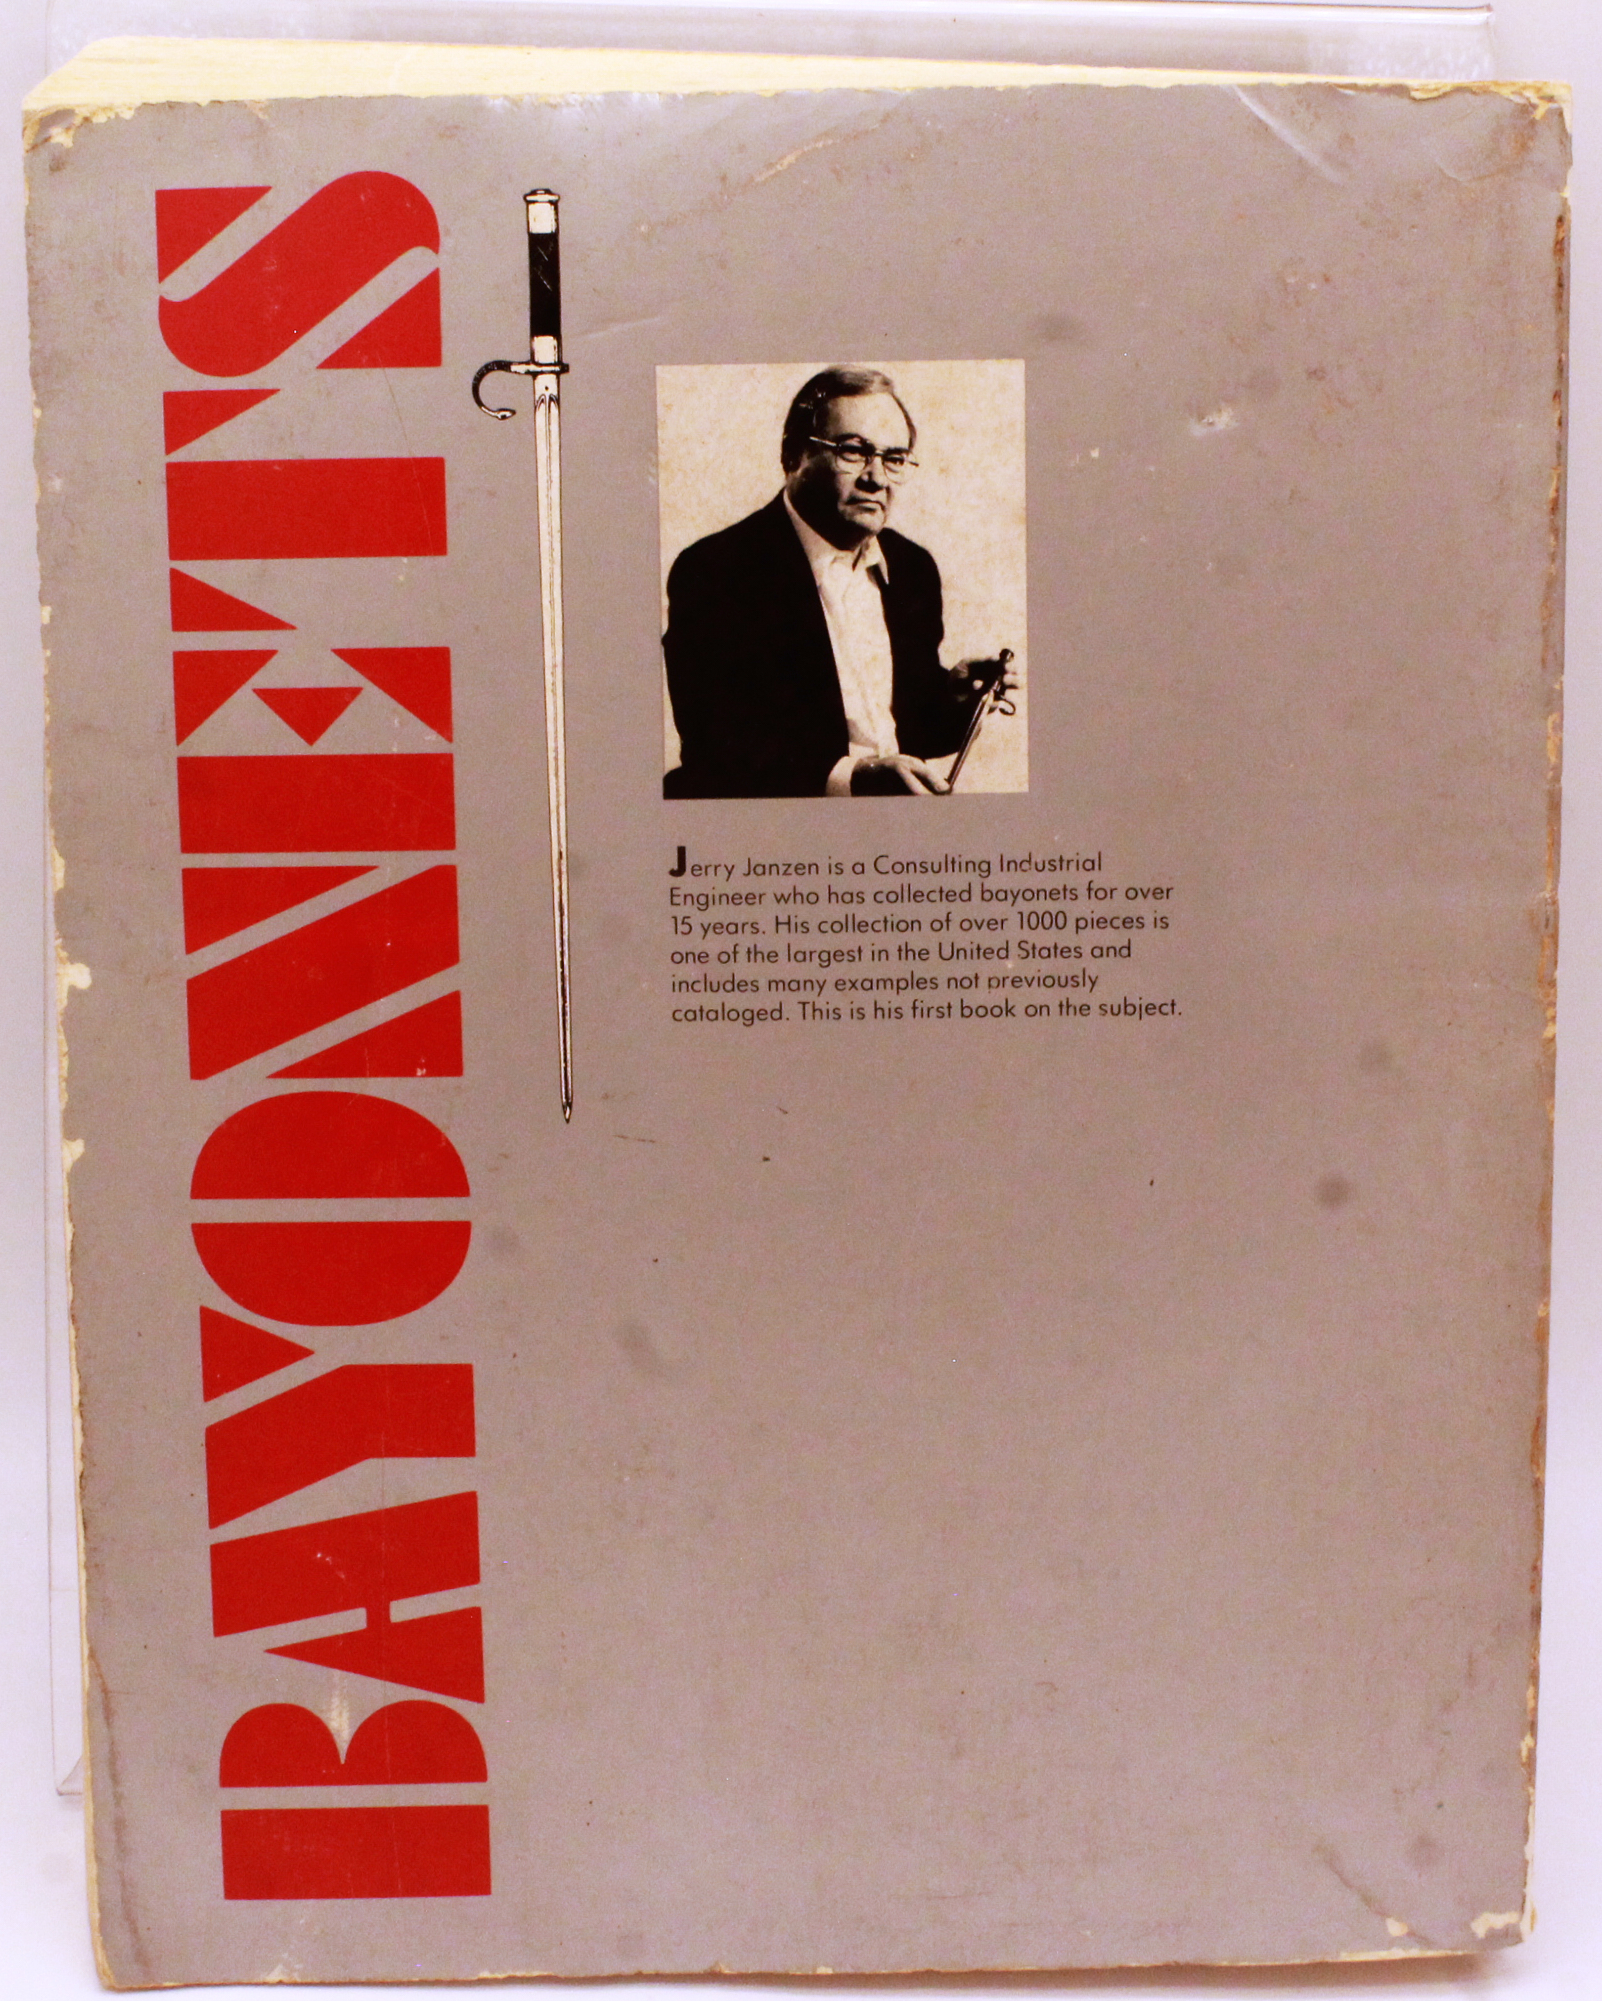 BAYONETS
Jerry Janzen is a Consulting Industrial
Engineer who has collected bayonets for over
15 years. His collection of over 1000 pieces is
one of the largest in the United States and
includes many examples not previously
cataloged. This is his first book on the subject.